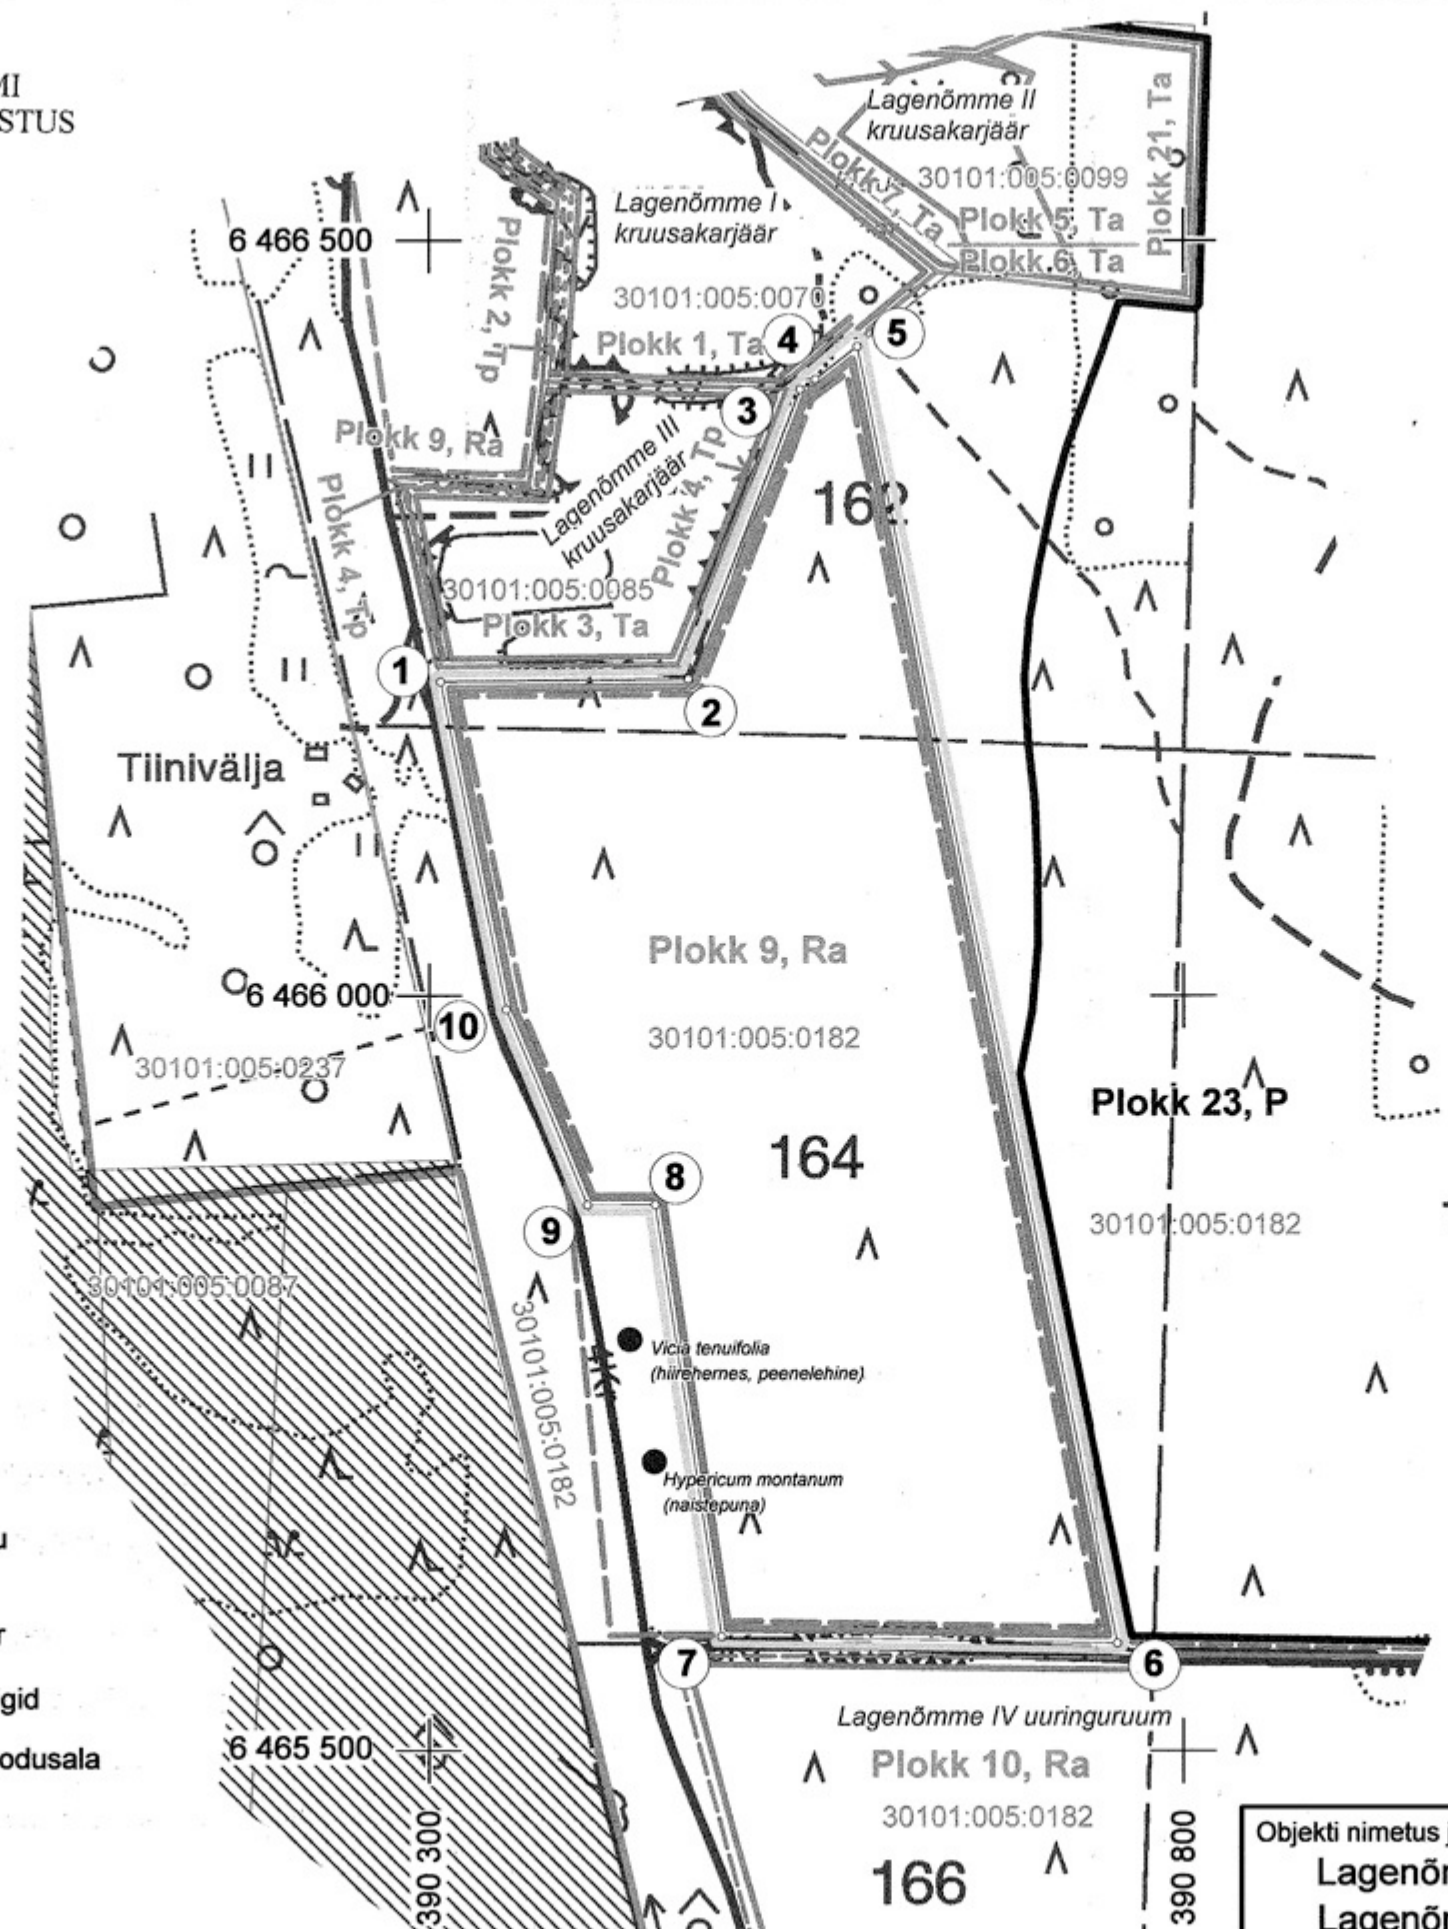 MI
STUS
Lagenõmme II
kruusakarjäär
30101:005:0099
Plokk 7, Ta
Plokk 21, Ta
Plokk 5, Ta
Plokk 6, Ta
Lagenõmme I
kruusakarjäär
30101:005:0070
Plokk 1, Ta
Plokk 2, Tp
6 466 500
4
5
3
Plokk 9, Ra
Plokk 4, Tp
Lagenõmme III
kruusakarjäär
Plokk 4, Tp
162
30101:005:0085
Plokk 3, Ta
1
2
Tiinivälja
Plokk 9, Ra
6 466 000
10
30101:005:0182
30101:005:0237
Plokk 23, P
164
8
30101:005:0182
9
30101:005:0087
30101:005:0182
Vicia tenuifolia
(hiirehernes, peenelehine)
Hypericum montanum
(naistepuna)
u
r
7
6
gid
Lagenõmme IV uuringuruum
6 465 500
odusala
Plokk 10, Ra
30101:005:0182
390 300
390 800
166
Objekti nimetus j
Lagenõr
Lagenõr